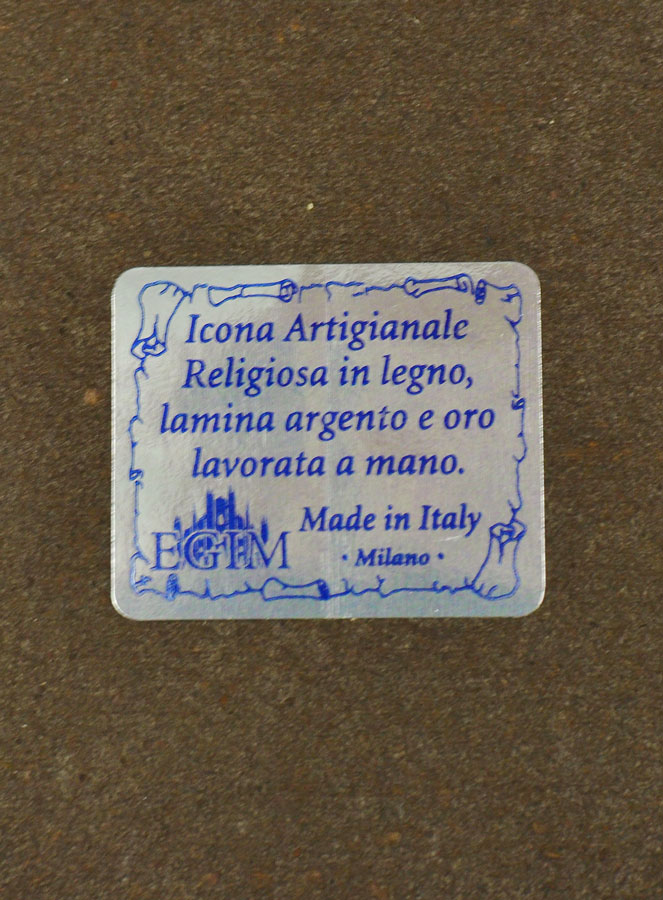 Icona Artigianale
Religiosa in legno,
lamina argento e oro
lavorata a mano.
Made in Italy
EGIM
· Milano ·